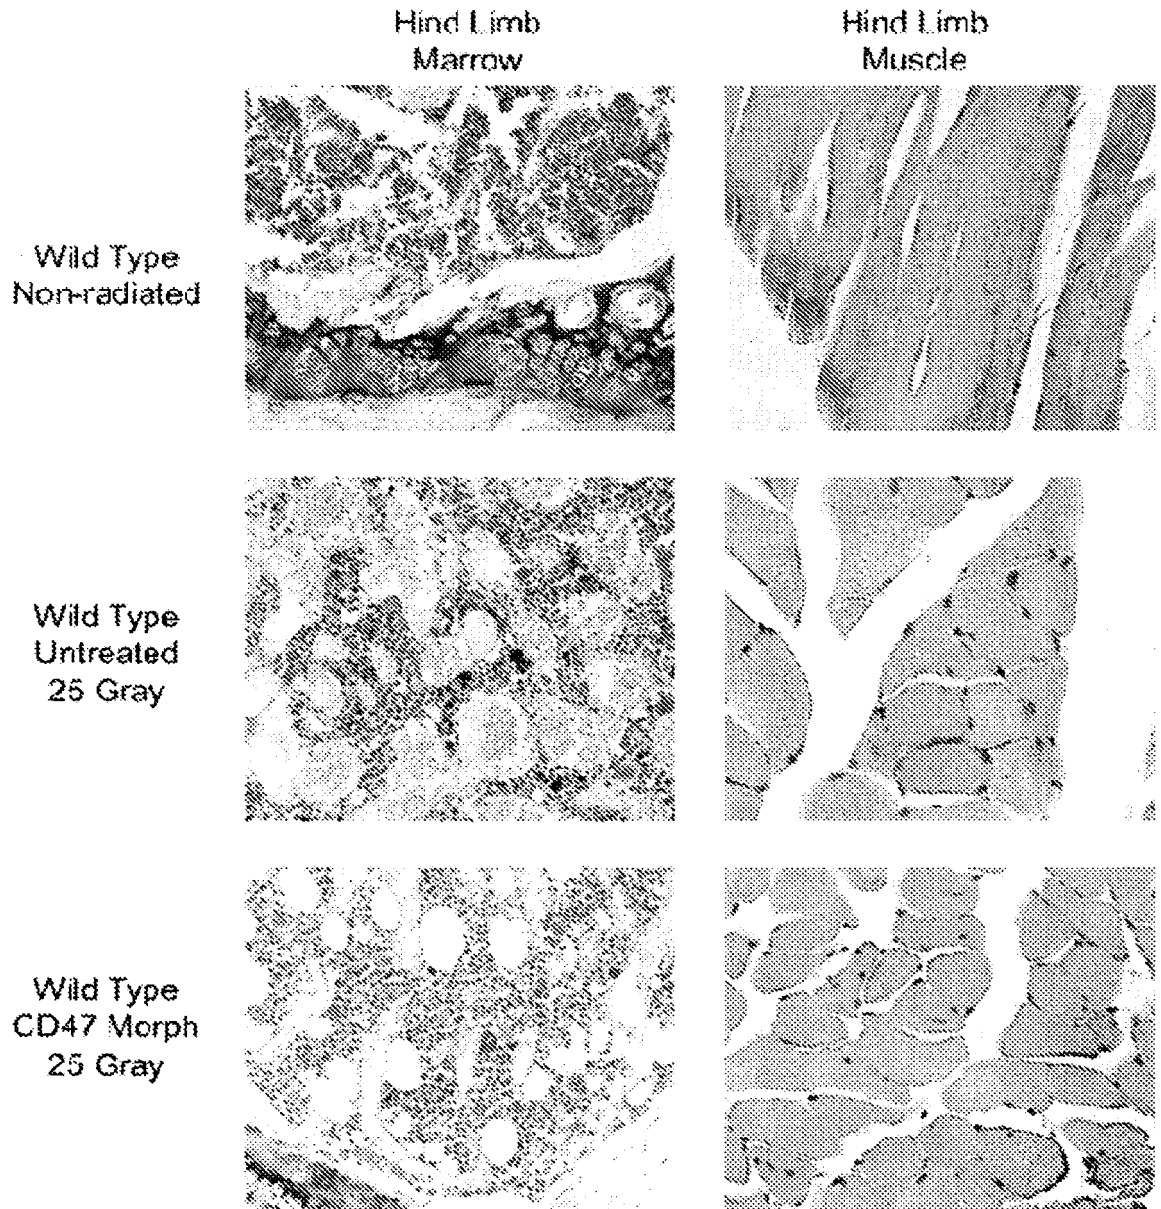 Hind Limb
Marrow
Hind Limb
Muscle
Wild Type
Non-radiated
Wild Type
Untreated
25 Gray
Wild Type
CD47 Morph
25 Gray